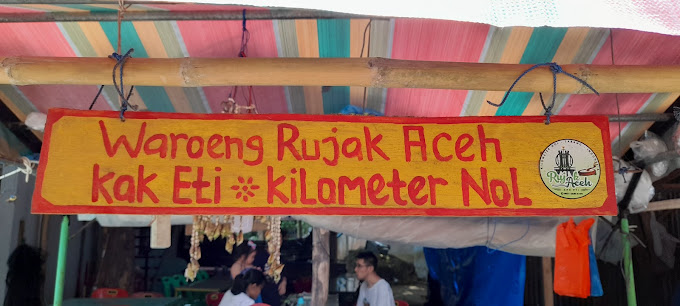 Waroeng Rujak Aceh
kak Eti kilometer NoL
Rujak
Aceh